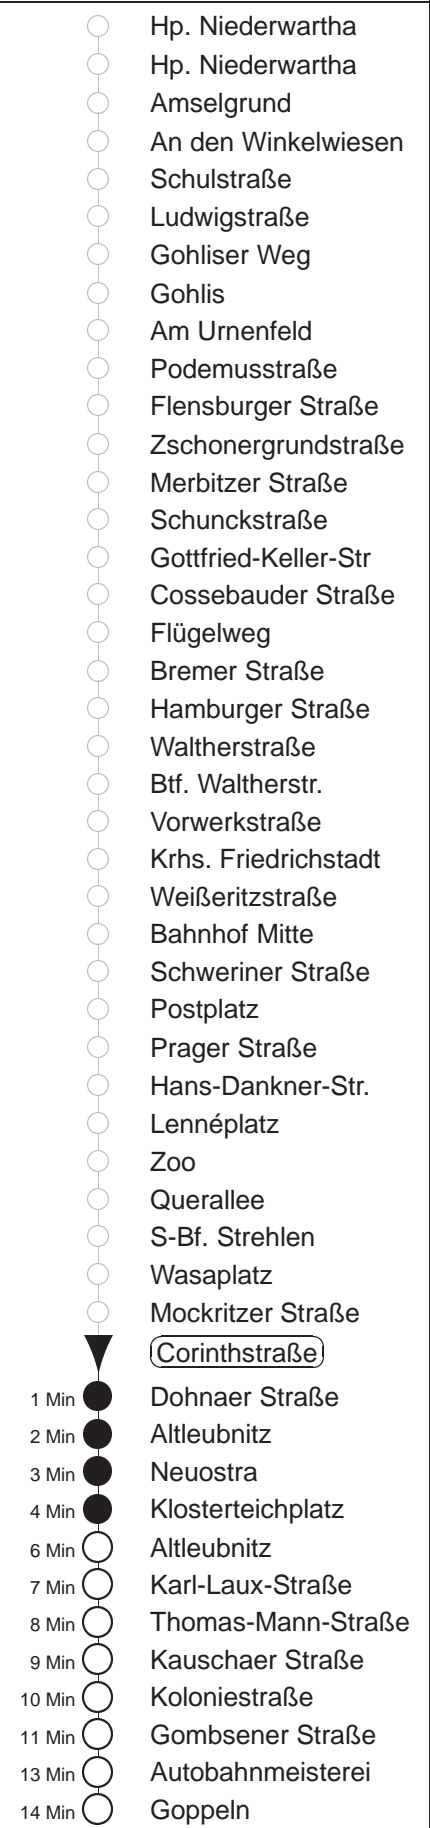 Hp. Niederwartha
Hp. Niederwartha
Amselgrund
An den Winkelwiesen
Schulstraße
Ludwigstraße
Gohliser Weg
Gohlis
Am Urnenfeld
Podemusstraße
Flensburger Straße
Zschonergrundstraße
Merbitzer Straße
Schunckstraße
Gottfried-Keller-Str
Cossebauder Straße
Flügelweg
Bremer Straße
Hamburger Straße
Waltherstraße
Btf. Waltherstr.
Vorwerkstraße
Krhs. Friedrichstadt
Weißeritzstraße
Bahnhof Mitte
Schweriner Straße
Postplatz
Prager Straße
Hans-Dankner-Str.
Lennéplatz
Zoo
Querallee
S-Bf. Strehlen
Wasaplatz
Mockritzer Straße
Corinthstraße
1 Min Dohnaer Straße
2 Min Altleubnitz
3 Min Neuostra
4 Min Klosterteichplatz
6 Min Altleubnitz
7 Min Karl-Laux-Straße
8 Min Thomas-Mann-Straße
9 Min Kauschaer Straße
10 Min Koloniestraße
11 Min Gombsener Straße
13 Min Autobahnmeisterei
14 Min Goppeln